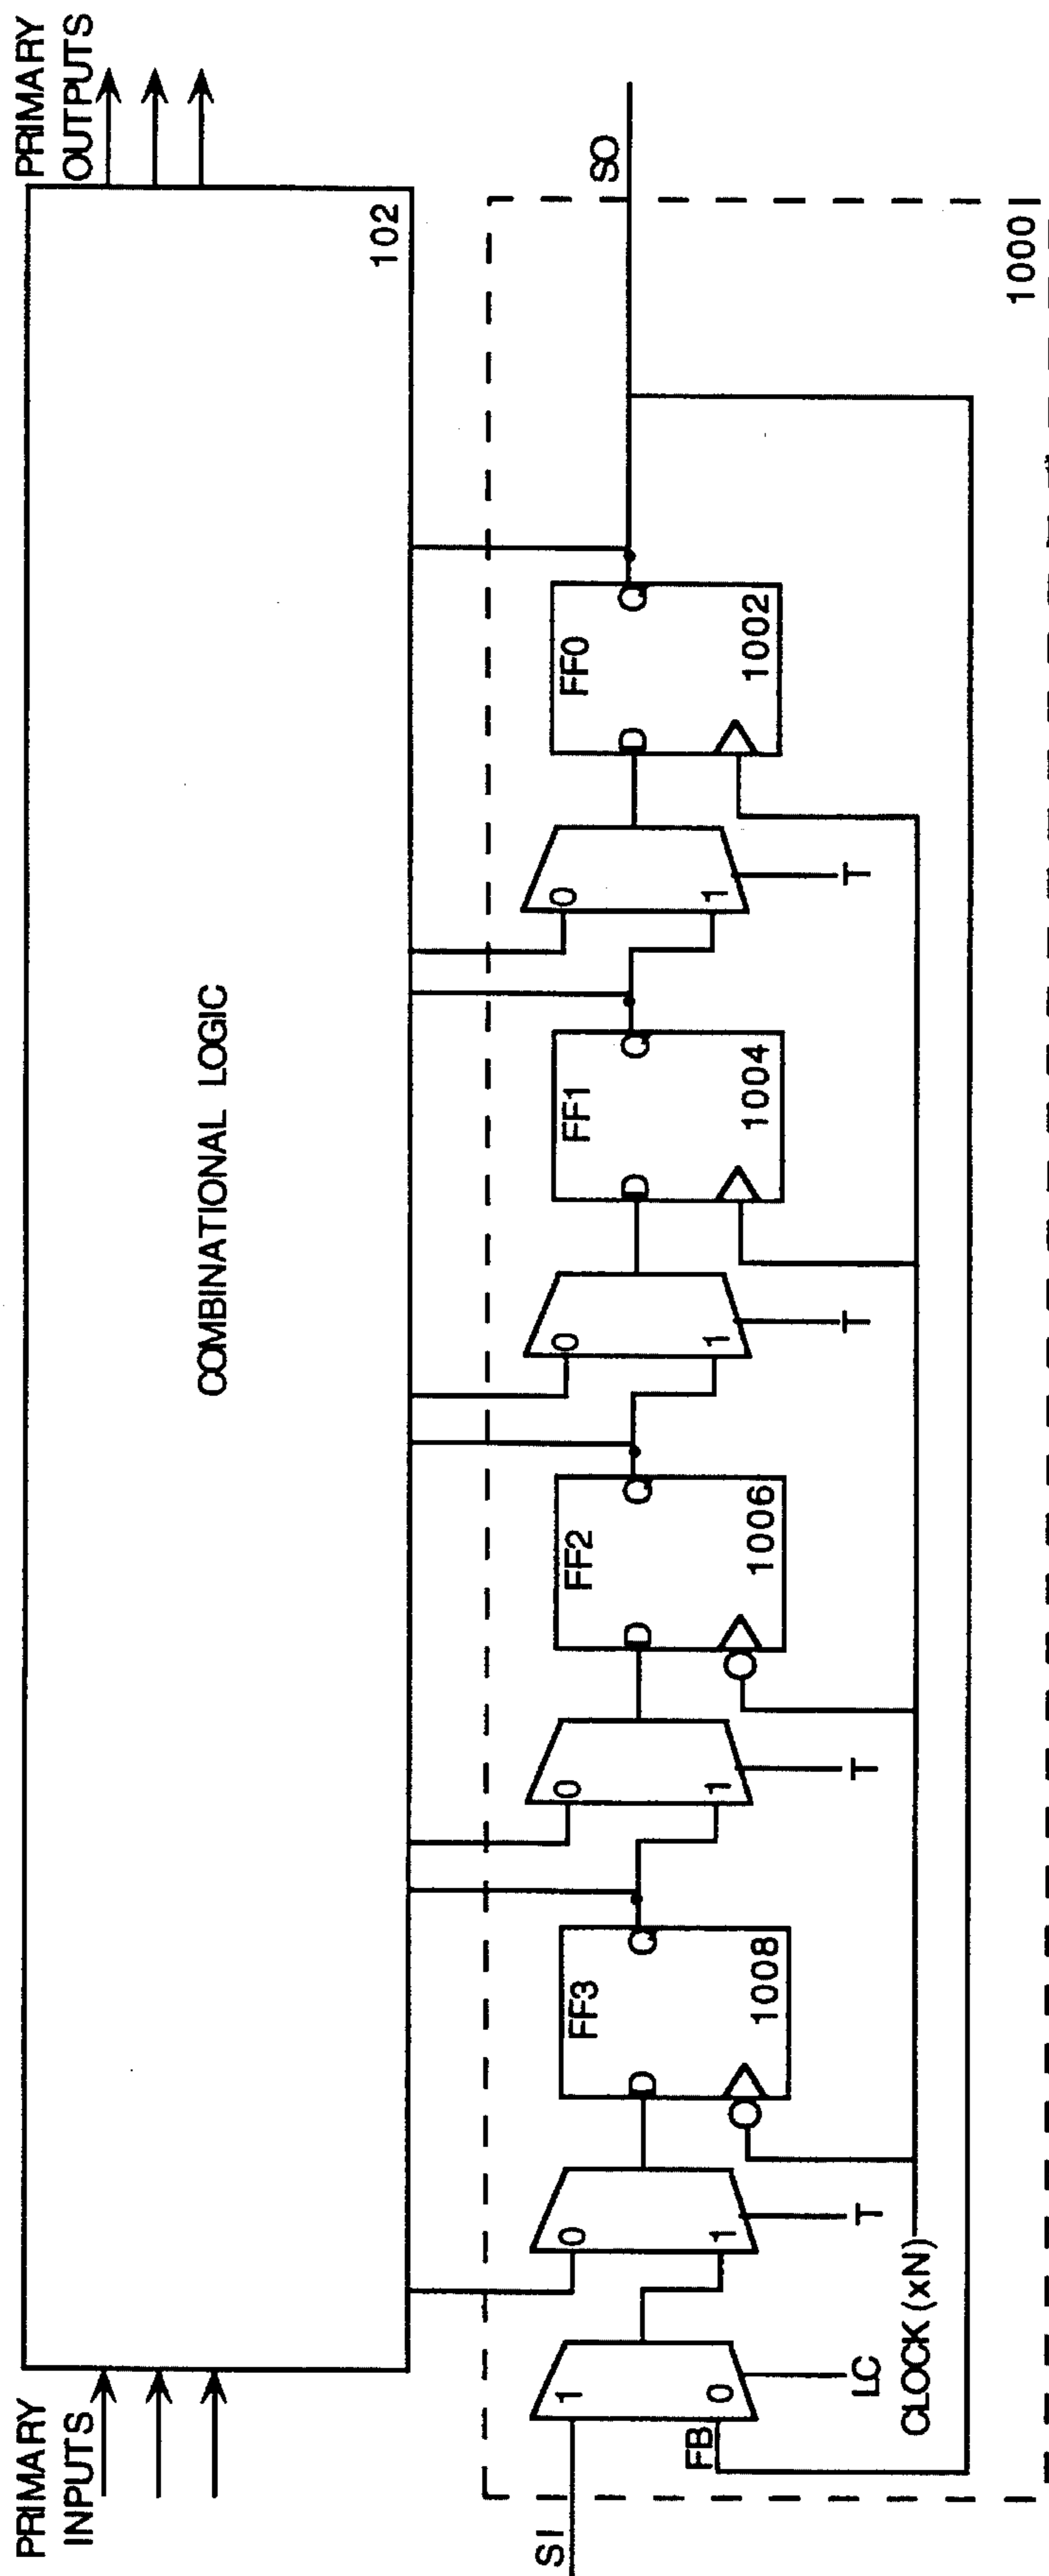 PRIMARY
INPUTS
PRIMARY
OUTPUTS
COMBINATIONAL LOGIC
102
SI
FB
1
0
LC
0
1
T
FF3
D
Q
1008
0
1
T
FF2
D
Q
1006
0
1
T
FF1
D
Q
1004
0
1
T
FF0
D
Q
1002
SO
CLOCK (xN)
1000